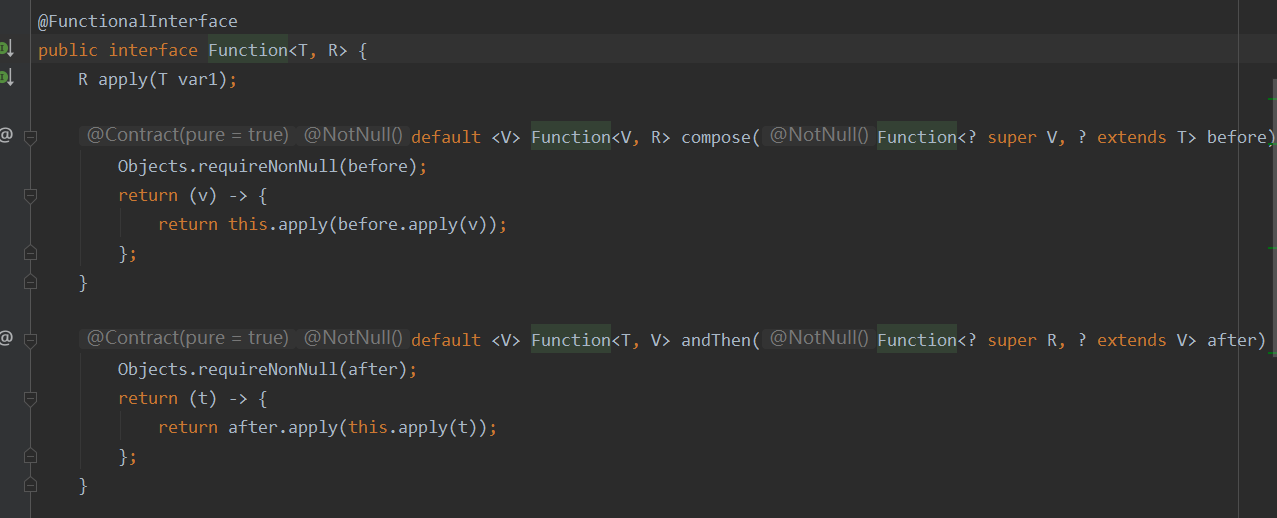 @FunctionalInterface
public interface Function<T, R> {
R apply(T var1);
@Contract(pure = true) @NotNull() default <V> Function<V, R> compose( @NotNull() Function<? super V, ? extends T> before)
Objects.requireNonNull(before);
return (v) -> {
return this.apply(before.apply(v));
};
}
@Contract(pure = true) @NotNull() default <V> Function<T, V> andThen( @NotNull() Function<? super R, ? extends V> after)
Objects.requireNonNull(after);
return (t) -> {
return after.apply(this.apply(t));
};
}